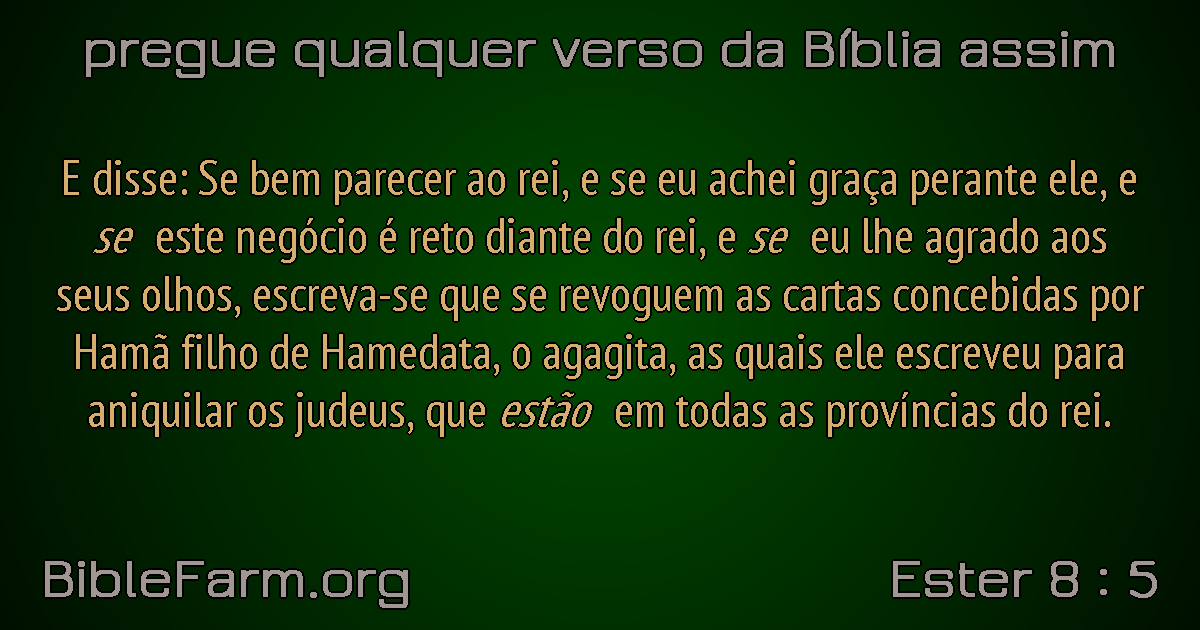 pregue qualquer verso da Bíblia assim
E disse: Se bem parecer ao rei, e se eu achei graça perante ele, e
se este negócio é reto diante do rei, e se eu lhe agrado aos
seus olhos, escreva-se que se revoguem as cartas concebidas por
Hamã filho de Hamedata, o agagita, as quais ele escreveu para
aniquilar os judeus, que estão em todas as províncias do rei.
BibleFarm.org
Ester 8 : 5